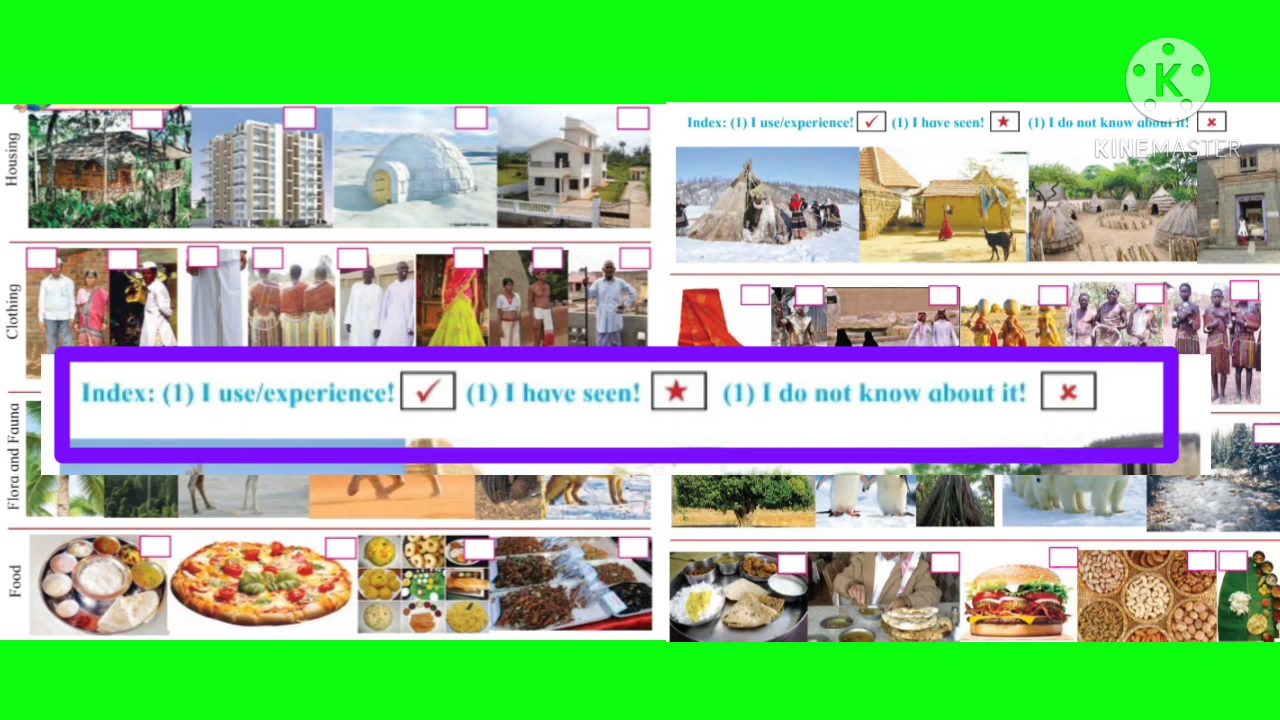 Housing
Clothing
Flora and Fauna
Food
Index: (1) I use/experience! ✓ (1) I have seen! ★ (1) I do not know about it! ✗
K
KINEMASTER
Index: (1) I use/experience! ✓ (1) I have seen! ★ (1) I do not know about it! ✗